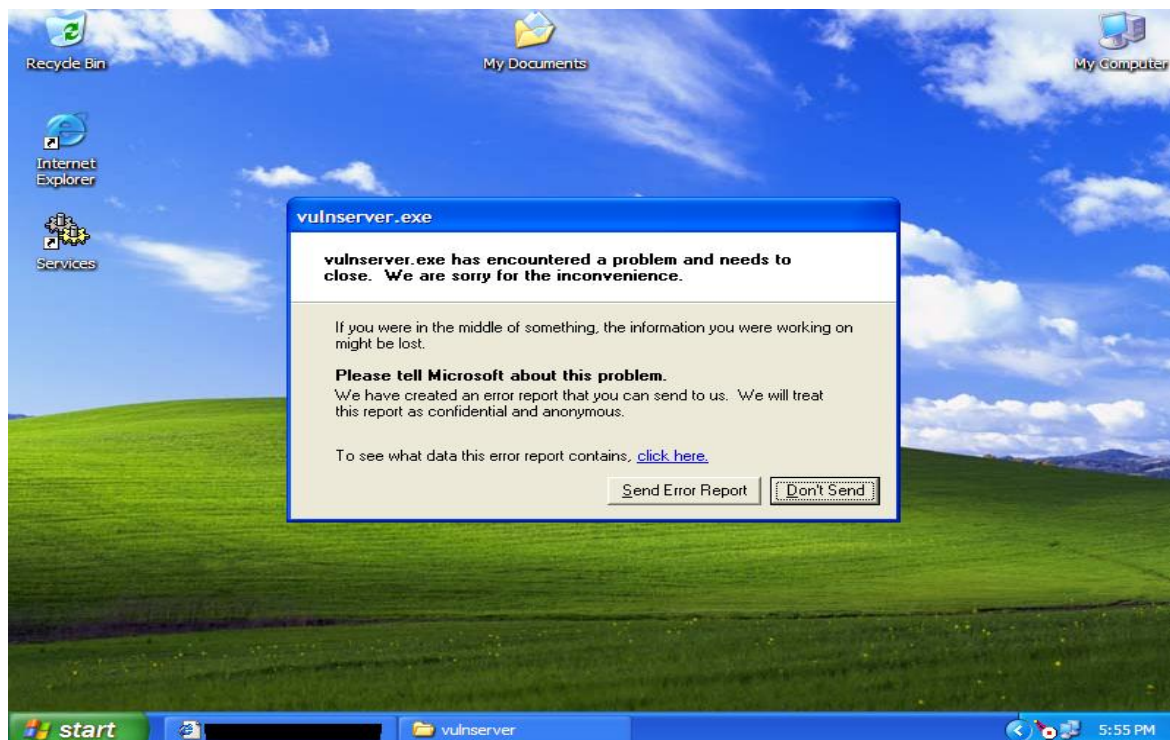 Recycle Bin
My Documents
My Computer
Internet
Explorer
Services
vulnserver.exe
vulnserver.exe has encountered a problem and needs to
close. We are sorry for the inconvenience.
If you were in the middle of something, the information you were working on
might be lost.
Please tell Microsoft about this problem.
We have created an error report that you can send to us. We will treat
this report as confidential and anonymous.
To see what data this error report contains, click here.
Send Error Report
Don't Send
start
vulnserver
5:55 PM